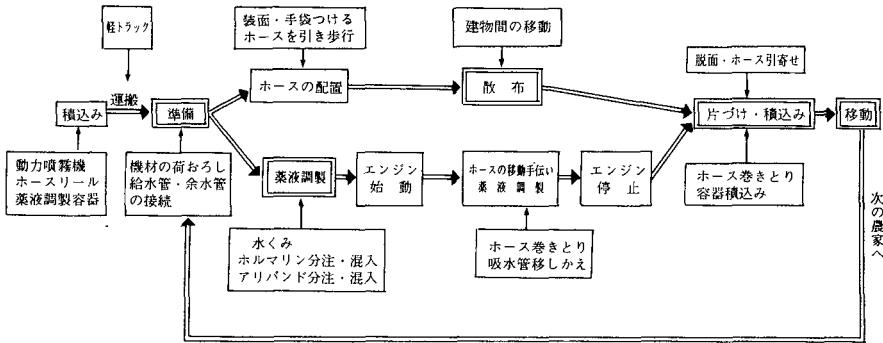 軽トラック
装面・手袋つける
ホースを引き歩行
建物間の移動
脱面・ホース引寄せ
積込み
運搬
準備
ホースの配置
散布
片づけ・積込み
移動
動力噴霧機
ホースリール
薬液調製容器
機材の荷おろし
給水管・余水管
の接続
薬液調製
エンジン
始動
ホースの移動手伝い
薬液調製
エンジン
停止
ホース巻きとり
容器積込み
水くみ
ホルマリン分注・混入
アリバンド分注・混入
ホース巻きとり
吸水管移しかえ
次の農家へ